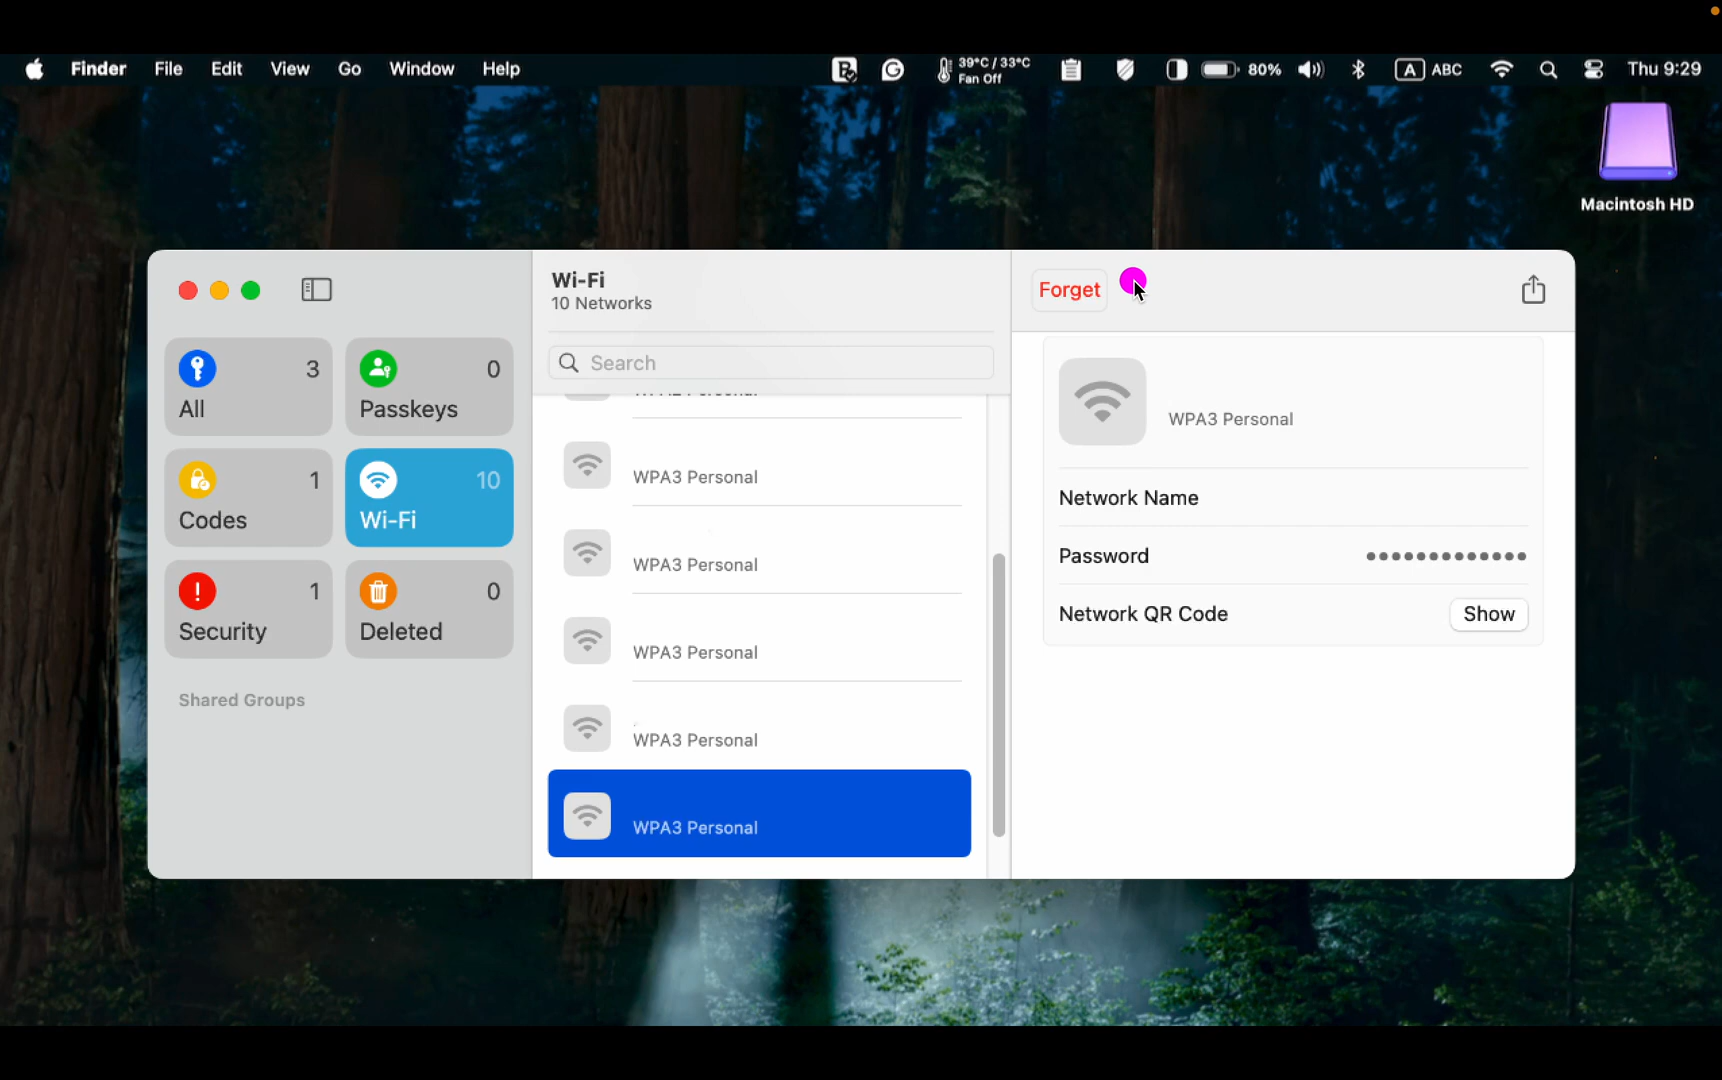 Finder File Edit View Go Window Help 39°C / 33°C 80% A ABC Thu 9:29
Fan Off
Macintosh HD
Wi-Fi
10 Networks
Forget
Search
3
All
0
Passkeys
1
Codes
10
Wi-Fi
1
Security
0
Deleted
Shared Groups
WPA3 Personal
WPA3 Personal
WPA3 Personal
WPA3 Personal
WPA3 Personal
WPA3 Personal
Network Name
Password •••••••••••••
Network QR Code Show